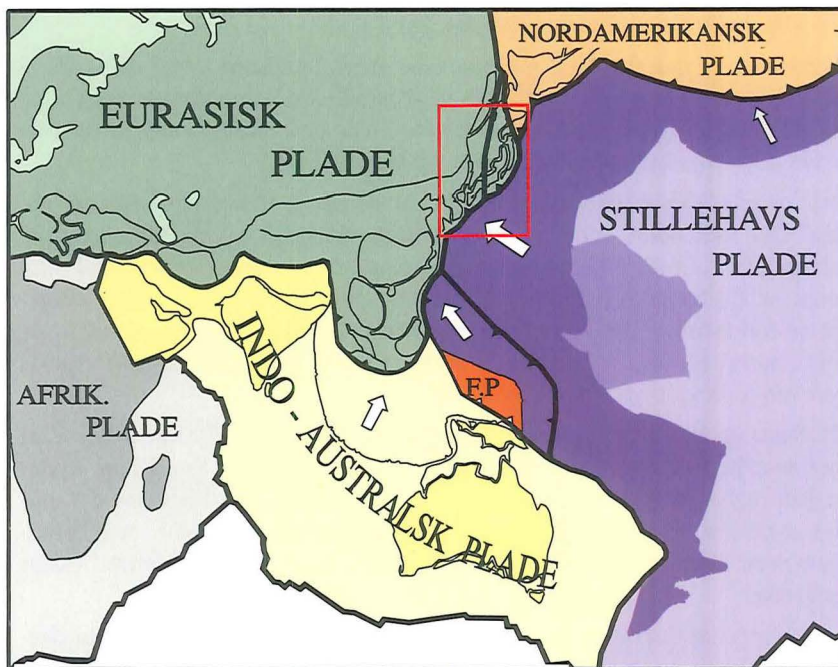 NORDAMERIKANSK
PLADE
EURASISK
PLADE
STILLEHAVS
PLADE
INDO - AUSTRALSK PLADE
F.P
AFRIK.
PLADE